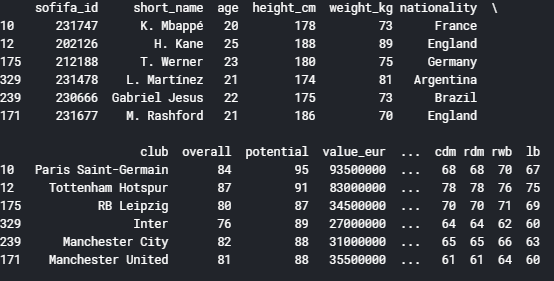 sofifa_id short_name age height_cm weight_kg nationality \
10 231747 K. Mbappé 20 178 73 France
12 202126 H. Kane 25 188 89 England
175 212188 T. Werner 23 180 75 Germany
329 231478 L. Martínez 21 174 81 Argentina
239 230666 Gabriel Jesus 22 175 73 Brazil
171 231677 M. Rashford 21 186 70 England
club overall potential value_eur ... cdm rdm rwb lb
10 Paris Saint-Germain 84 95 93500000 ... 68 68 70 67
12 Tottenham Hotspur 87 91 83000000 ... 78 78 76 75
175 RB Leipzig 80 87 34500000 ... 70 70 71 69
329 Inter 76 89 27000000 ... 64 64 62 60
239 Manchester City 82 88 31000000 ... 65 65 66 63
171 Manchester United 81 88 35500000 ... 61 61 64 60